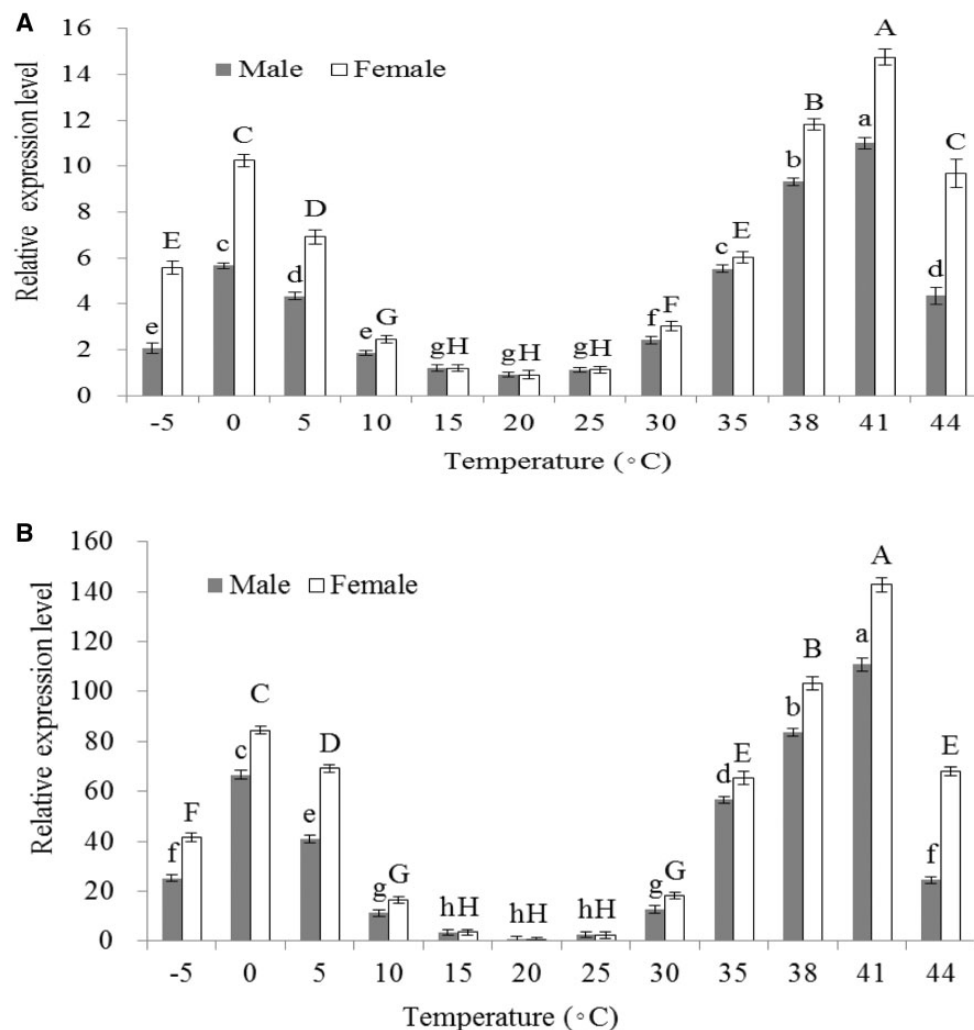 A
16
14
12
10
8
6
4
2
0
Relative expression level
Male Female
e E c C d D e G gH gH gH f F c E b B a A d C
-5 0 5 10 15 20 25 30 35 38 41 44
Temperature (◦C)
B
160
140
120
100
80
60
40
20
0
Relative expression level
Male Female
f F c C e D g G hH hH hH g G d E b B a A f E
-5 0 5 10 15 20 25 30 35 38 41 44
Temperature (◦C)